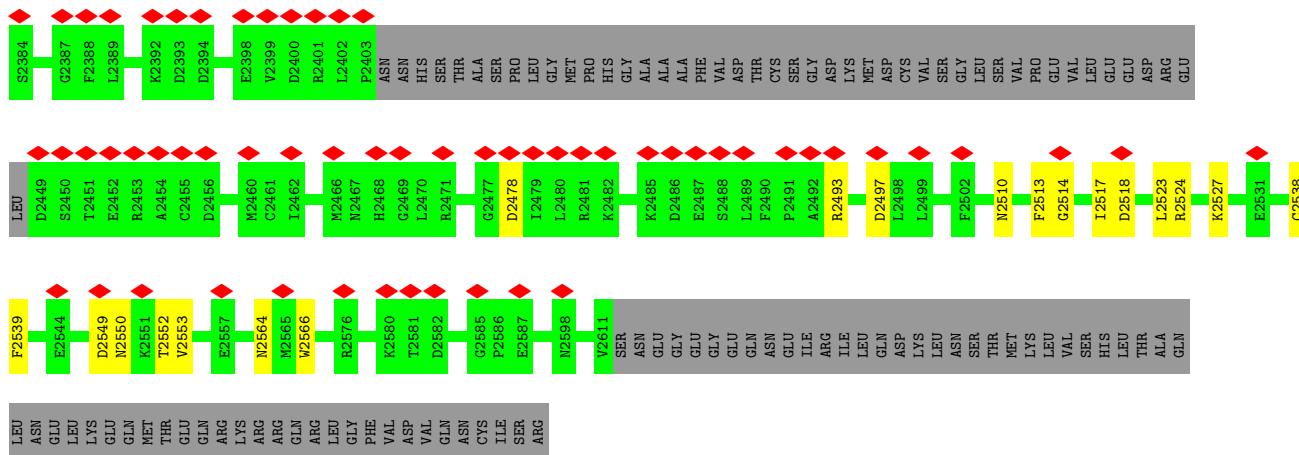 S2384 G2387 F2388 L2389 K2392 D2393 D2394 E2398 V2399 D2400 R2401 L2402 P2403 ASN ASN HIS SER THR ALA SER PRO LEU GLY MET PRO HIS GLY ALA ALA ALA PHE VAL ASP THR CYS SER GLY ASP LYS MET ASP CYS VAL SER GLY LEU SER VAL PRO GLU VAL LEU GLU GLU ASP ARG GLU
LEU D2449 S2450 T2451 E2452 R2453 A2454 C2455 D2456 M2460 C2461 I2462 M2466 N2467 H2468 G2469 L2470 R2471 G2477 D2478 I2479 L2480 R2481 K2482 K2485 D2486 E2487 S2488 L2489 F2490 P2491 A2492 R2493 D2497 L2498 L2499 F2502 N2510 F2513 G2514 I2517 D2518 L2523 R2524 K2527 E2531
F2539 E2544 D2549 N2550 K2551 T2552 V2553 E2557 N2564 M2565 W2566 R2576 K2580 T2581 D2582 G2585 P2586 E2587 N2598 V2611 SER ASN GLU GLY GLU GLY GLU GLN ASN GLU ILE ARG ILE LEU GLN ASP LYS LEU ASN SER THR MET LYS LEU VAL SER HIS LEU THR ALA GLN
LEU ASN GLU LEU LYS GLU GLN MET THR GLU GLN ARG LYS ARG ARG GLN ARG LEU GLY PHE VAL ASP VAL GLN ASN CYS ILE SER ARG